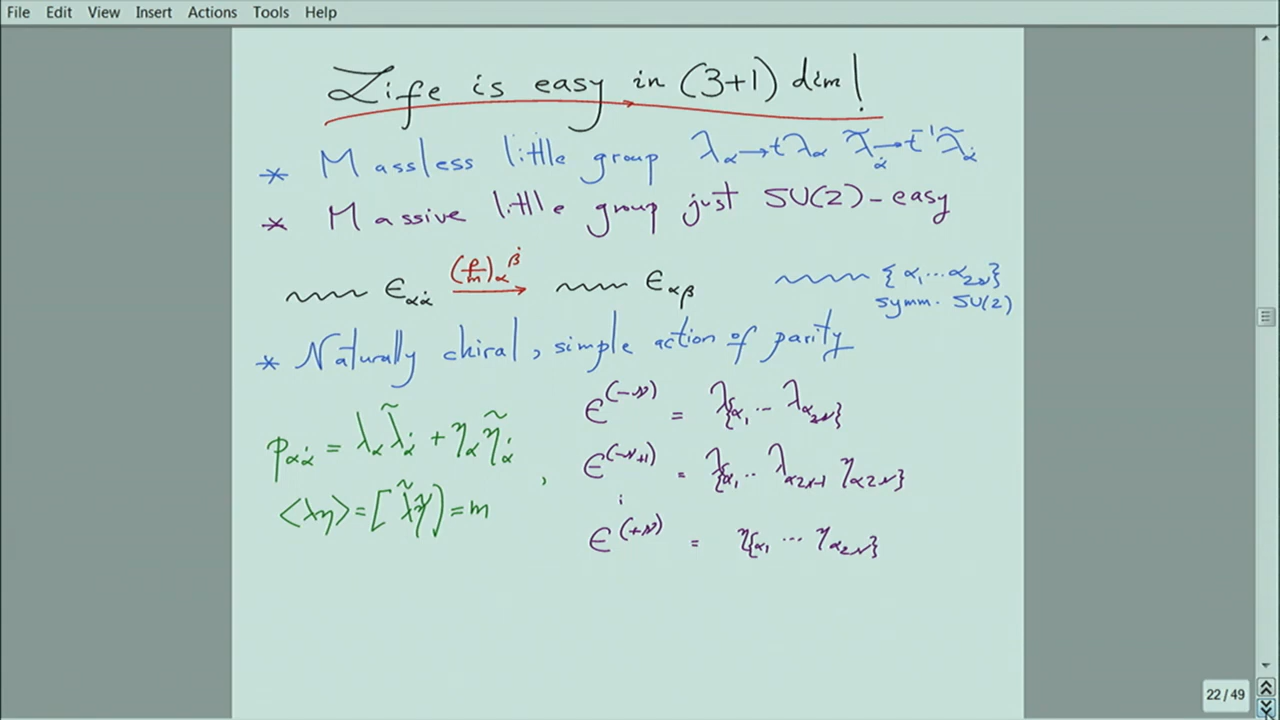 File Edit View Insert Actions Tools Help
Life is easy in (3+1) dim!
* Massless little group λ_α → tλ_α λ̃_α̇ → t⁻¹λ̃_α̇
* Massive little group just SU(2) – easy
ϵ_αα̇ (p/m)_α^β̇ → ϵ_αβ {α₁...α₂ₛ}
symm. SU(2)
* Naturally chiral, simple action of parity
p_αα̇ = λ_α λ̃_α̇ + η_α η̃_α̇ ,
<λη> = [λ̃η̃] = m
ϵ^(-s) = λ_{α₁ ·· λ_α₂ₛ}
ϵ^(-s+1) = λ_{α₁ ·· λ_α2s-1 η_α2s}
⋮
ϵ^(+s) = η_{α₁ ··· η_α₂ₛ}
22 / 49